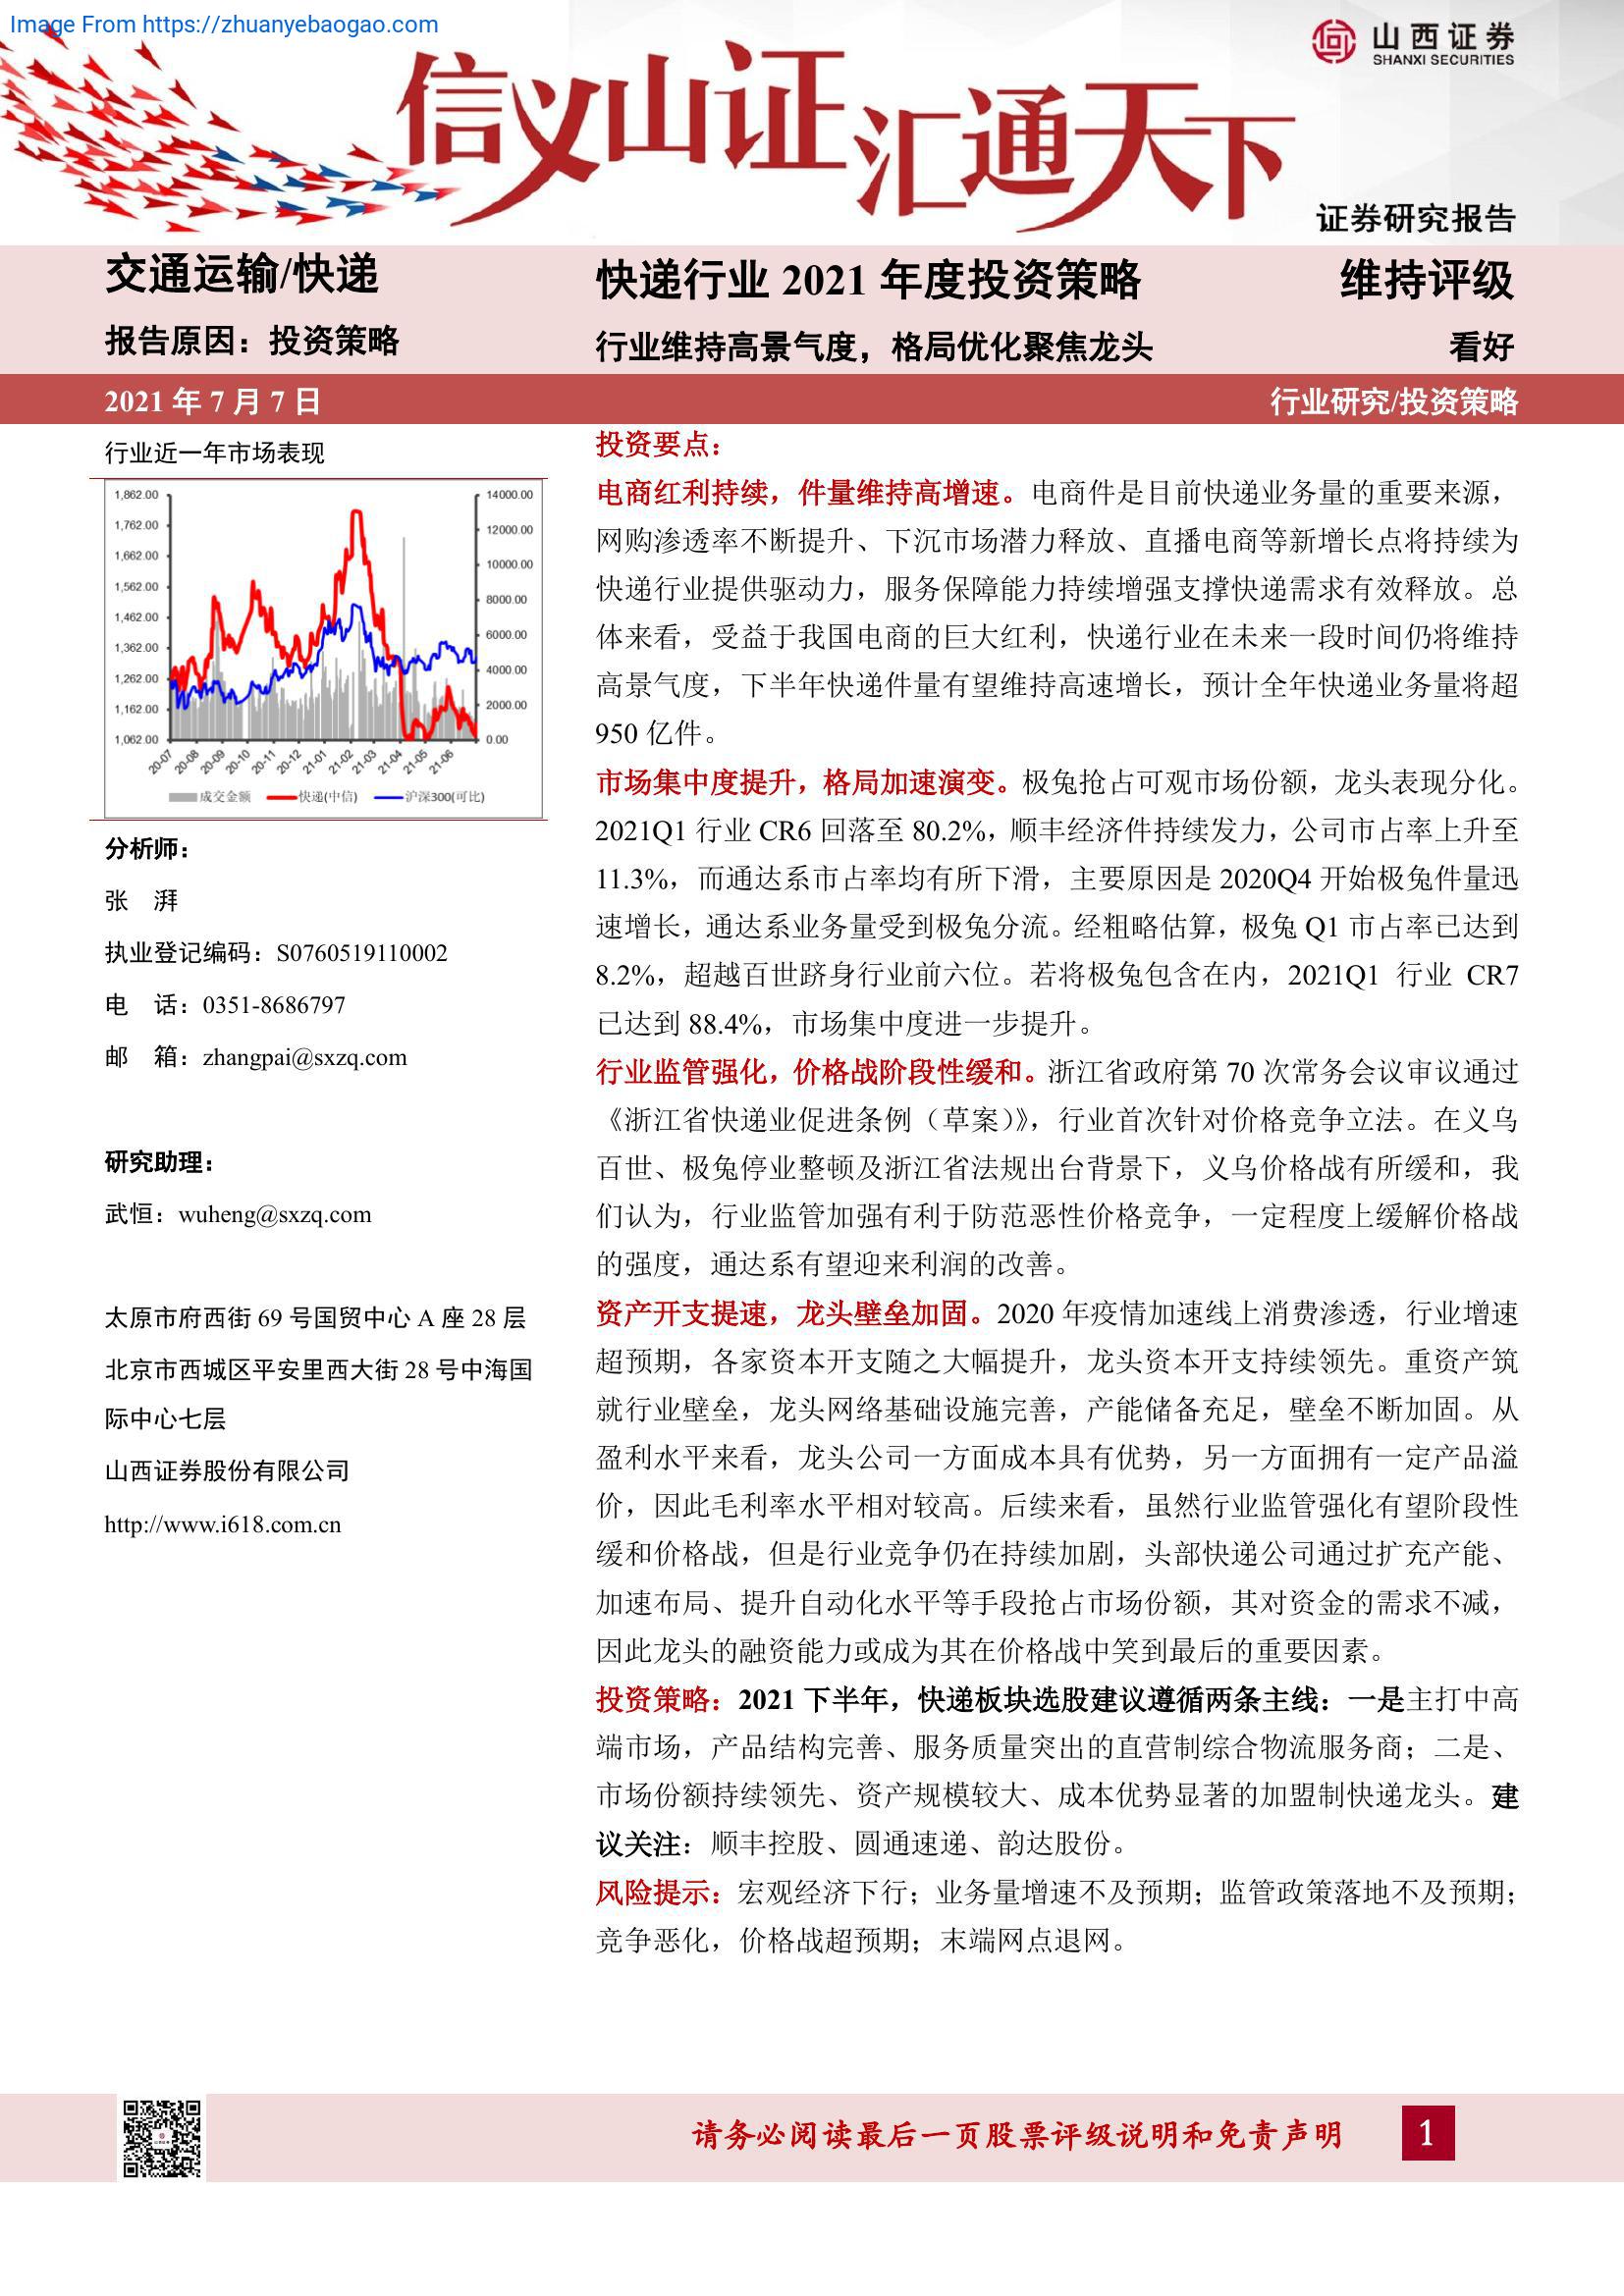 Image From https://zhuanyebaogao.com
山西证券
SHANXI SECURITIES
信义山证汇通天下
证券研究报告
交通运输/快递
报告原因：投资策略
快递行业 2021 年度投资策略
维持评级
行业维持高景气度，格局优化聚焦龙头
看好
2021 年 7 月 7 日
行业研究/投资策略
行业近一年市场表现
1,862.00
1,762.00
1,662.00
1,562.00
1,462.00
1,362.00
1,262.00
1,162.00
1,062.00
14000.00
12000.00
10000.00
8000.00
6000.00
4000.00
2000.00
0.00
20-07
20-08
20-09
20-10
20-11
20-12
21-01
21-02
21-03
21-04
21-05
21-06
成交金额 快递(中信) 沪深300(可比)
分析师：
张 湃
执业登记编码：S0760519110002
电 话：0351-8686797
邮 箱：zhangpai@sxzq.com
研究助理：
武恒：wuheng@sxzq.com
太原市府西街 69 号国贸中心 A 座 28 层
北京市西城区平安里西大街 28 号中海国
际中心七层
山西证券股份有限公司
http://www.i618.com.cn
投资要点：
电商红利持续，件量维持高增速。电商件是目前快递业务量的重要来源，
网购渗透率不断提升、下沉市场潜力释放、直播电商等新增长点将持续为
快递行业提供驱动力，服务保障能力持续增强支撑快递需求有效释放。总
体来看，受益于我国电商的巨大红利，快递行业在未来一段时间仍将维持
高景气度，下半年快递件量有望维持高速增长，预计全年快递业务量将超
950 亿件。
市场集中度提升，格局加速演变。极兔抢占可观市场份额，龙头表现分化。
2021Q1 行业 CR6 回落至 80.2%，顺丰经济件持续发力，公司市占率上升至
11.3%，而通达系市占率均有所下滑，主要原因是 2020Q4 开始极兔件量迅
速增长，通达系业务量受到极兔分流。经粗略估算，极兔 Q1 市占率已达到
8.2%，超越百世跻身行业前六位。若将极兔包含在内，2021Q1 行业 CR7
已达到 88.4%，市场集中度进一步提升。
行业监管强化，价格战阶段性缓和。浙江省政府第 70 次常务会议审议通过
《浙江省快递业促进条例（草案）》，行业首次针对价格竞争立法。在义乌
百世、极兔停业整顿及浙江省法规出台背景下，义乌价格战有所缓和，我
们认为，行业监管加强有利于防范恶性价格竞争，一定程度上缓解价格战
的强度，通达系有望迎来利润的改善。
资产开支提速，龙头壁垒加固。2020 年疫情加速线上消费渗透，行业增速
超预期，各家资本开支随之大幅提升，龙头资本开支持续领先。重资产筑
就行业壁垒，龙头网络基础设施完善，产能储备充足，壁垒不断加固。从
盈利水平来看，龙头公司一方面成本具有优势，另一方面拥有一定产品溢
价，因此毛利率水平相对较高。后续来看，虽然行业监管强化有望阶段性
缓和价格战，但是行业竞争仍在持续加剧，头部快递公司通过扩充产能、
加速布局、提升自动化水平等手段抢占市场份额，其对资金的需求不减，
因此龙头的融资能力或成为其在价格战中笑到最后的重要因素。
投资策略：2021 下半年，快递板块选股建议遵循两条主线：一是主打中高
端市场，产品结构完善、服务质量突出的直营制综合物流服务商；二是、
市场份额持续领先、资产规模较大、成本优势显著的加盟制快递龙头。建
议关注：顺丰控股、圆通速递、韵达股份。
风险提示：宏观经济下行；业务量增速不及预期；监管政策落地不及预期；
竞争恶化，价格战超预期；末端网点退网。
请务必阅读最后一页股票评级说明和免责声明
1